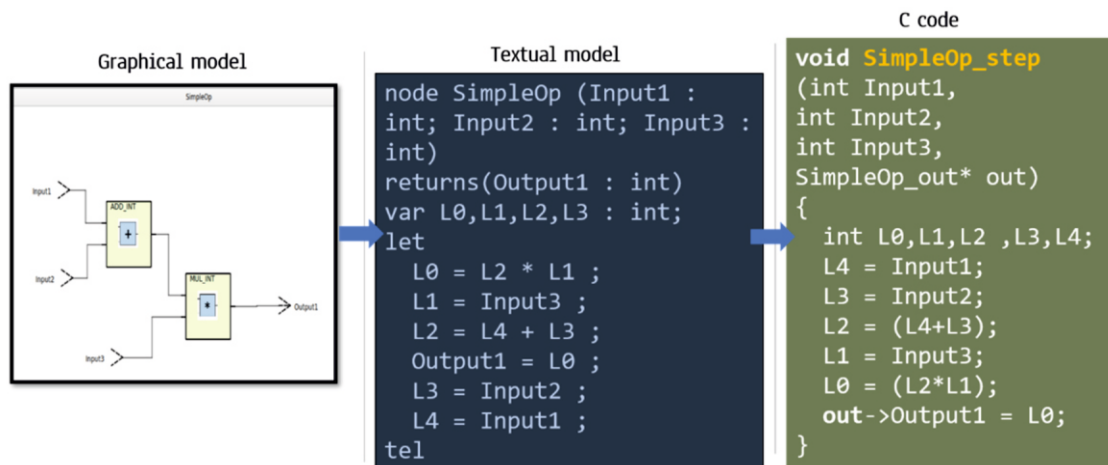 Graphical model
SimpleOp
Input1
ADD_INT
+
Input2
MUL_INT
*
Output1
Input3
Textual model
node SimpleOp (Input1 :
int; Input2 : int; Input3 :
int)
returns(Output1 : int)
var L0,L1,L2,L3 : int;
let
L0 = L2 * L1 ;
L1 = Input3 ;
L2 = L4 + L3 ;
Output1 = L0 ;
L3 = Input2 ;
L4 = Input1 ;
tel
C code
void SimpleOp_step
(int Input1,
int Input2,
int Input3,
SimpleOp_out* out)
{
int L0,L1,L2 ,L3,L4;
L4 = Input1;
L3 = Input2;
L2 = (L4+L3);
L1 = Input3;
L0 = (L2*L1);
out->Output1 = L0;
}